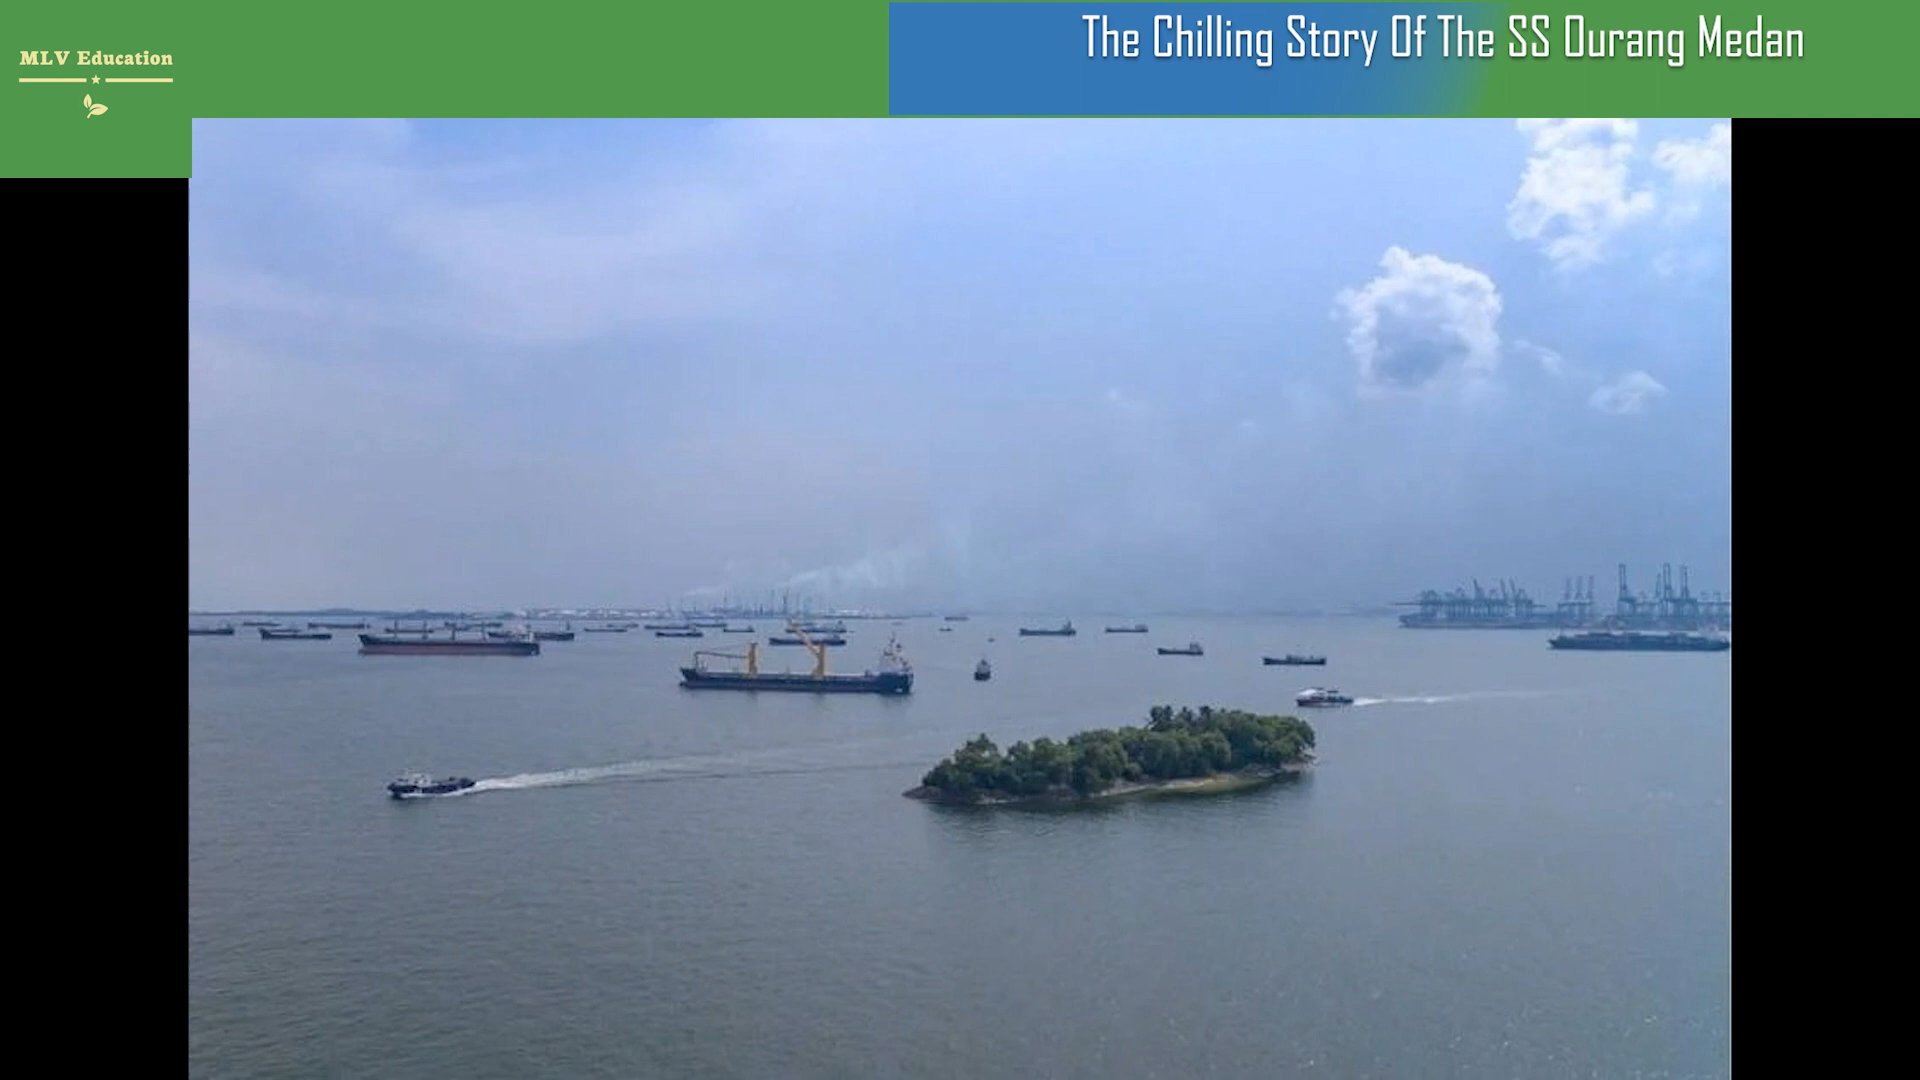 MLV Education
The Chilling Story Of The SS Ourang Medan